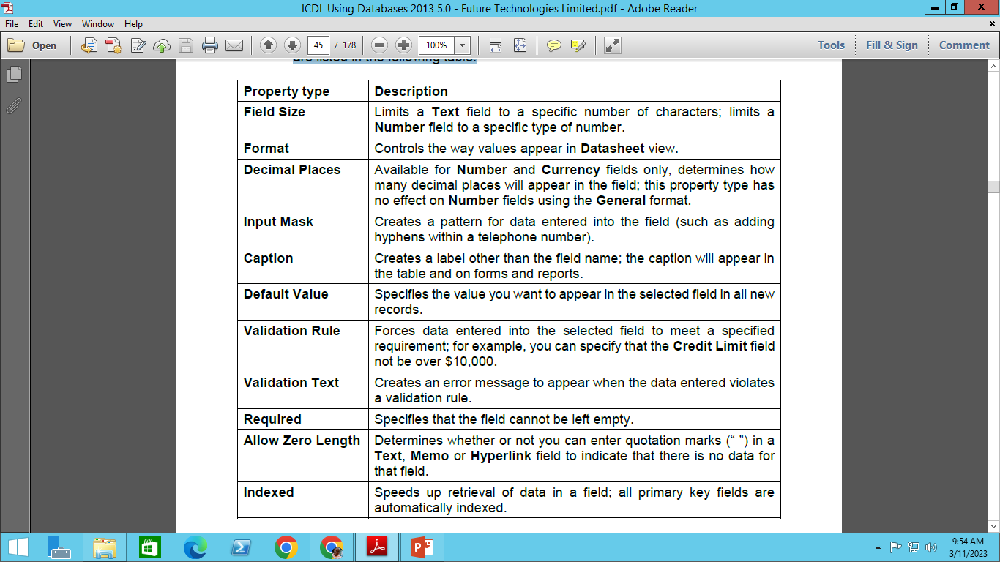 ICDL Using Databases 2013 5.0 - Future Technologies Limited.pdf - Adobe Reader
File Edit View Window Help
Open 45 / 178 100% Tools Fill & Sign Comment
are listed in the following table.
Property type Description
Field Size Limits a Text field to a specific number of characters; limits a
Number field to a specific type of number.
Format Controls the way values appear in Datasheet view.
Decimal Places Available for Number and Currency fields only, determines how
many decimal places will appear in the field; this property type has
no effect on Number fields using the General format.
Input Mask Creates a pattern for data entered into the field (such as adding
hyphens within a telephone number).
Caption Creates a label other than the field name; the caption will appear in
the table and on forms and reports.
Default Value Specifies the value you want to appear in the selected field in all new
records.
Validation Rule Forces data entered into the selected field to meet a specified
requirement; for example, you can specify that the Credit Limit field
not be over $10,000.
Validation Text Creates an error message to appear when the data entered violates
a validation rule.
Required Specifies that the field cannot be left empty.
Allow Zero Length Determines whether or not you can enter quotation marks (“ ”) in a
Text, Memo or Hyperlink field to indicate that there is no data for
that field.
Indexed Speeds up retrieval of data in a field; all primary key fields are
automatically indexed.
9:54 AM
3/11/2023